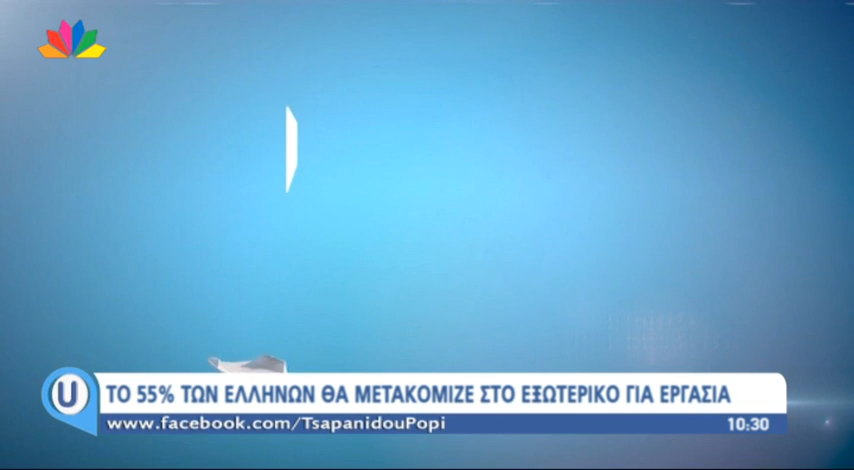 U
ΤΟ 55% ΤΩΝ ΕΛΛΗΝΩΝ ΘΑ ΜΕΤΑΚΟΜΙΖΕ ΣΤΟ ΕΞΩΤΕΡΙΚΟ ΓΙΑ ΕΡΓΑΣΙΑ
www.facebook.com/TsapanidouPopi 10:30